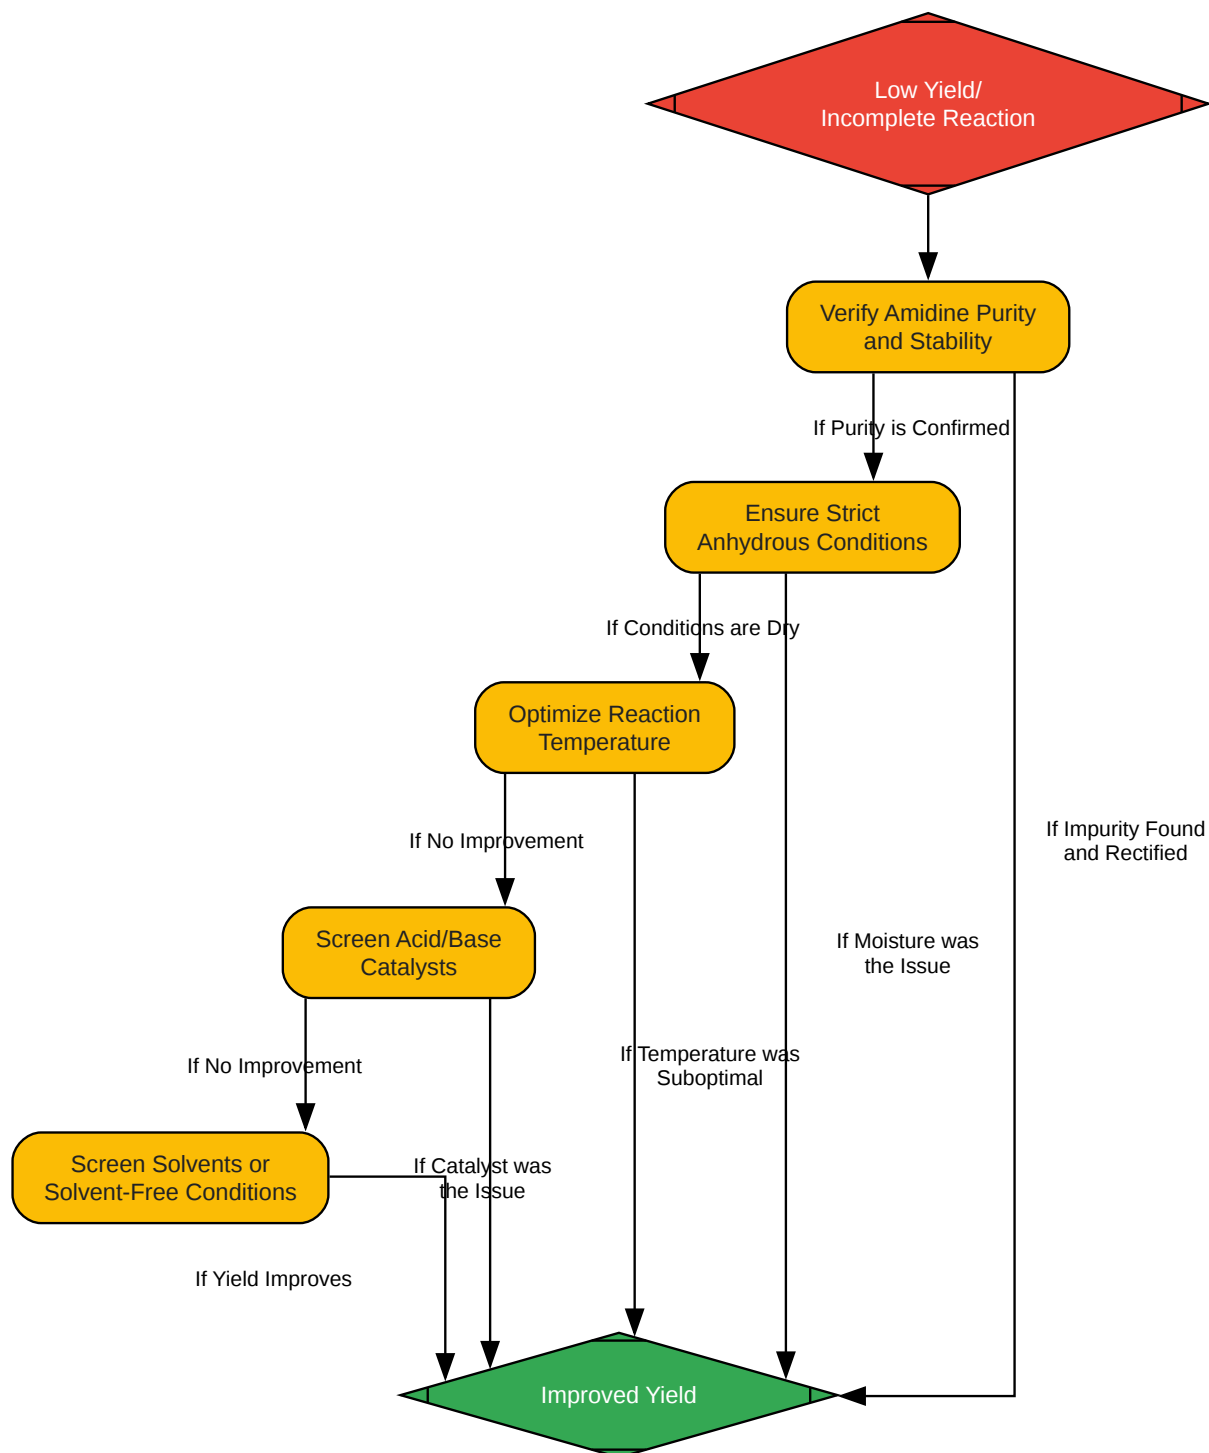 Low Yield/
Incomplete Reaction
Verify Amidine Purity
and Stability
If Purity is Confirmed
Ensure Strict
Anhydrous Conditions
If Conditions are Dry
Optimize Reaction
Temperature
If No Improvement
If Impurity Found
and Rectified
Screen Acid/Base
Catalysts
If Moisture was
the Issue
If No Improvement
If Temperature was
Suboptimal
Screen Solvents or
Solvent-Free Conditions
If Catalyst was
the Issue
If Yield Improves
Improved Yield